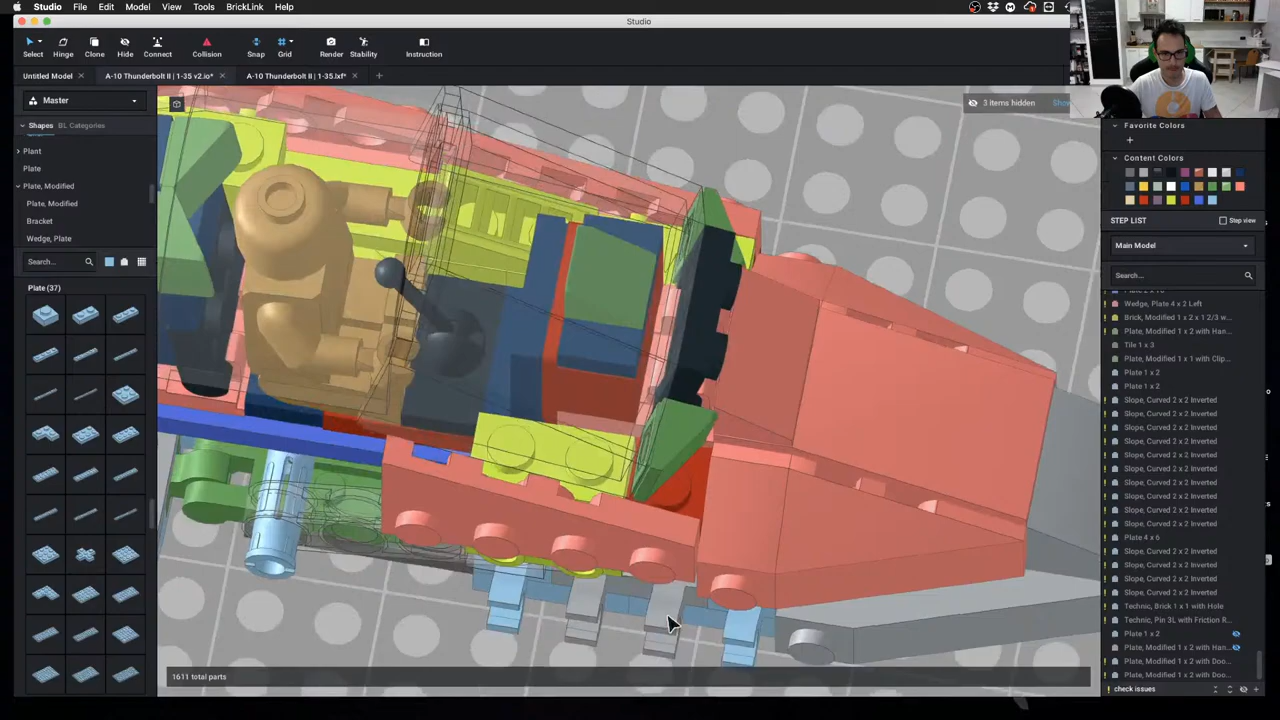 Studio File Edit Model View Tools BrickLink Help
Studio
Select Hinge Clone Hide Connect Collision Snap Grid Render Stability Instruction
Untitled Model A-10 Thunderbolt II | 1-35 v2.io* A-10 Thunderbolt II | 1-35.lxf*
Master
3 items hidden
Shapes BL Categories
Favorite Colors
Plant
Plate
Content Colors
Plate, Modified
Plate, Modified
Bracket
STEP LIST Step view
Wedge, Plate
Main Model
Search...
Search...
Plate (37)
Wedge, Plate 4 x 2 Left
Brick, Modified 1 x 2 x 1 2/3 w...
Plate, Modified 1 x 2 with Han...
Tile 1 x 3
Plate, Modified 1 x 1 with Clip...
Plate 1 x 2
Plate 1 x 2
Slope, Curved 2 x 2 Inverted
Slope, Curved 2 x 2 Inverted
Slope, Curved 2 x 2 Inverted
Slope, Curved 2 x 2 Inverted
Slope, Curved 2 x 2 Inverted
Slope, Curved 2 x 2 Inverted
Slope, Curved 2 x 2 Inverted
Slope, Curved 2 x 2 Inverted
Slope, Curved 2 x 2 Inverted
Slope, Curved 2 x 2 Inverted
Plate 4 x 6
Slope, Curved 2 x 2 Inverted
Slope, Curved 2 x 2 Inverted
Slope, Curved 2 x 2 Inverted
Slope, Curved 2 x 2 Inverted
Technic, Brick 1 x 1 with Hole
Technic, Pin 3L with Friction R...
Plate 1 x 2
Plate, Modified 1 x 2 with Han...
Plate, Modified 1 x 2 with Doo...
Plate, Modified 1 x 2 with Doo...
1611 total parts
check issues